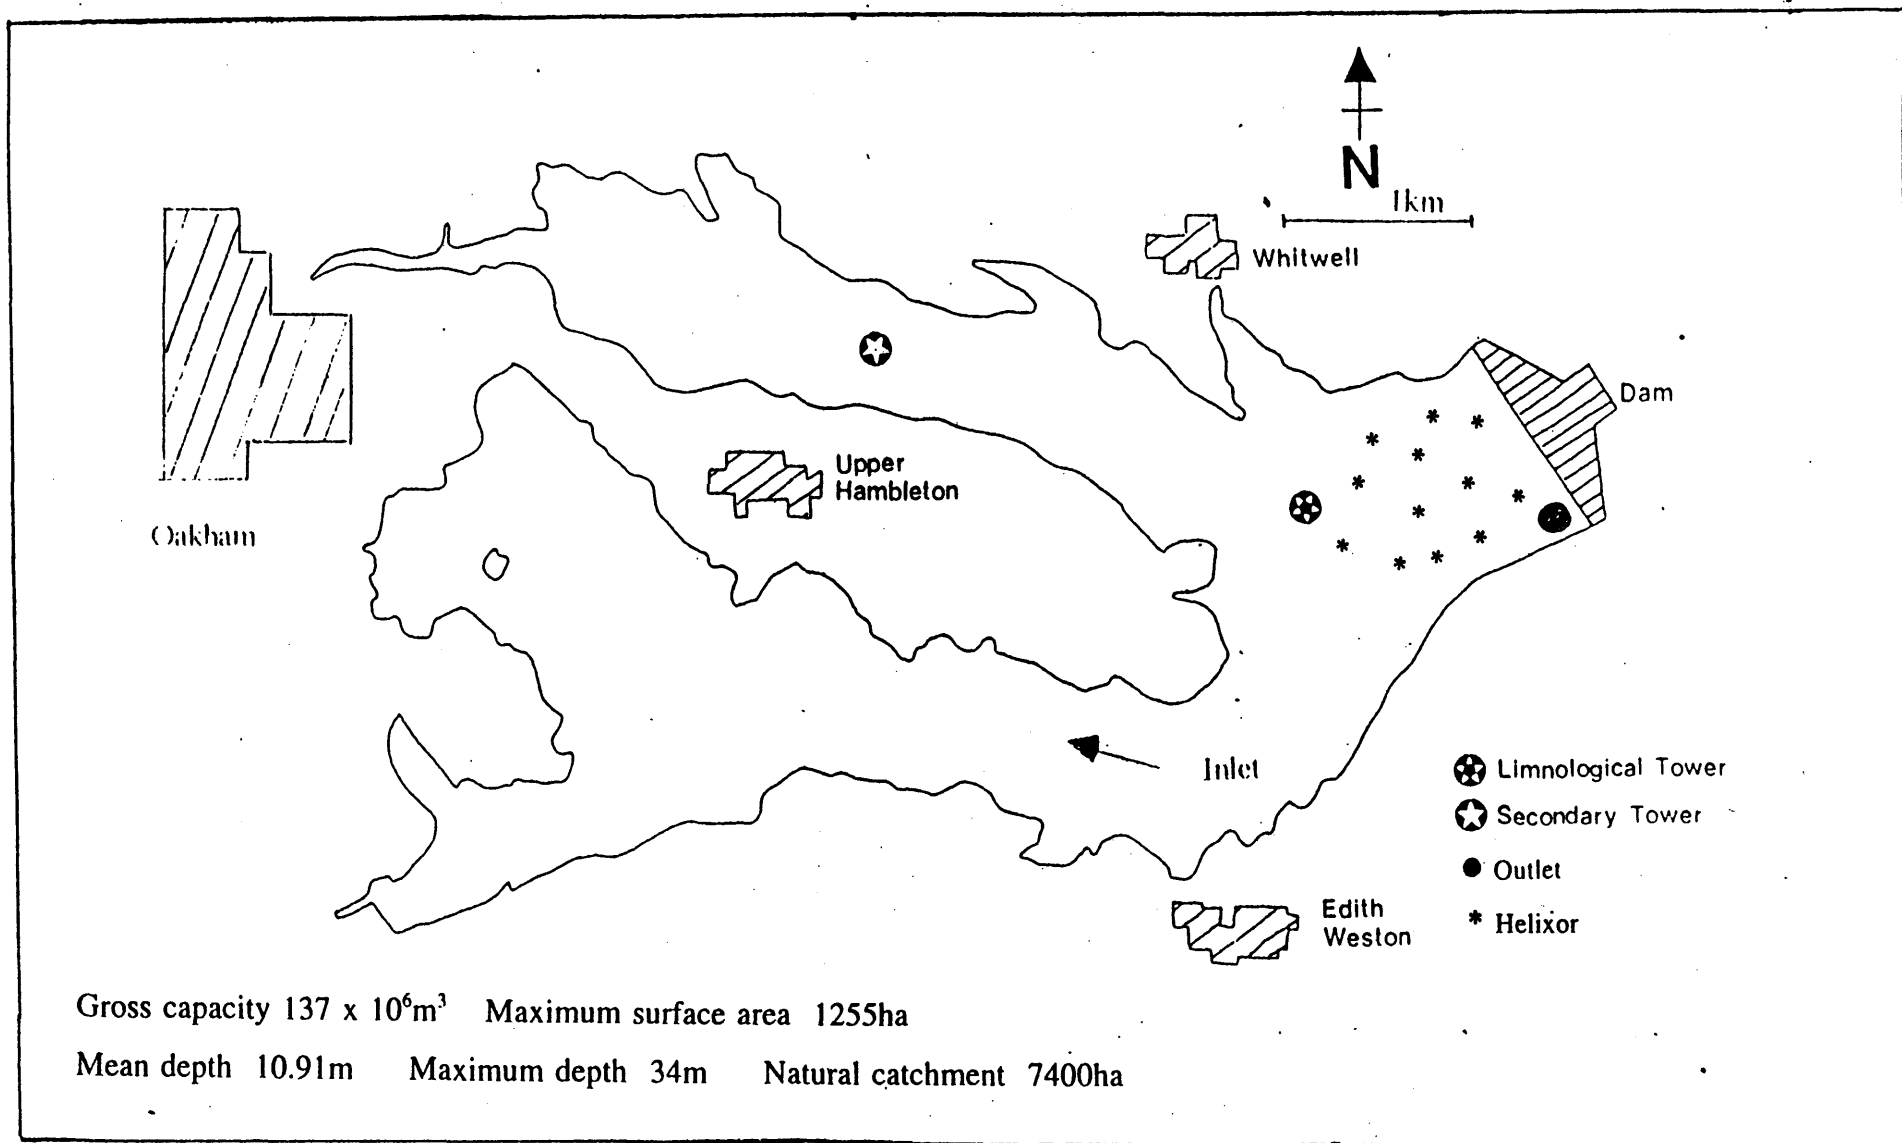 N
1km
Whitwell
Dam
Upper
Hambleton
Oakham
Inlet
Limnological Tower
Secondary Tower
Outlet
* Helixor
Edith
Weston
Gross capacity 137 x 10⁶m³ Maximum surface area 1255ha
Mean depth 10.91m Maximum depth 34m Natural catchment 7400ha